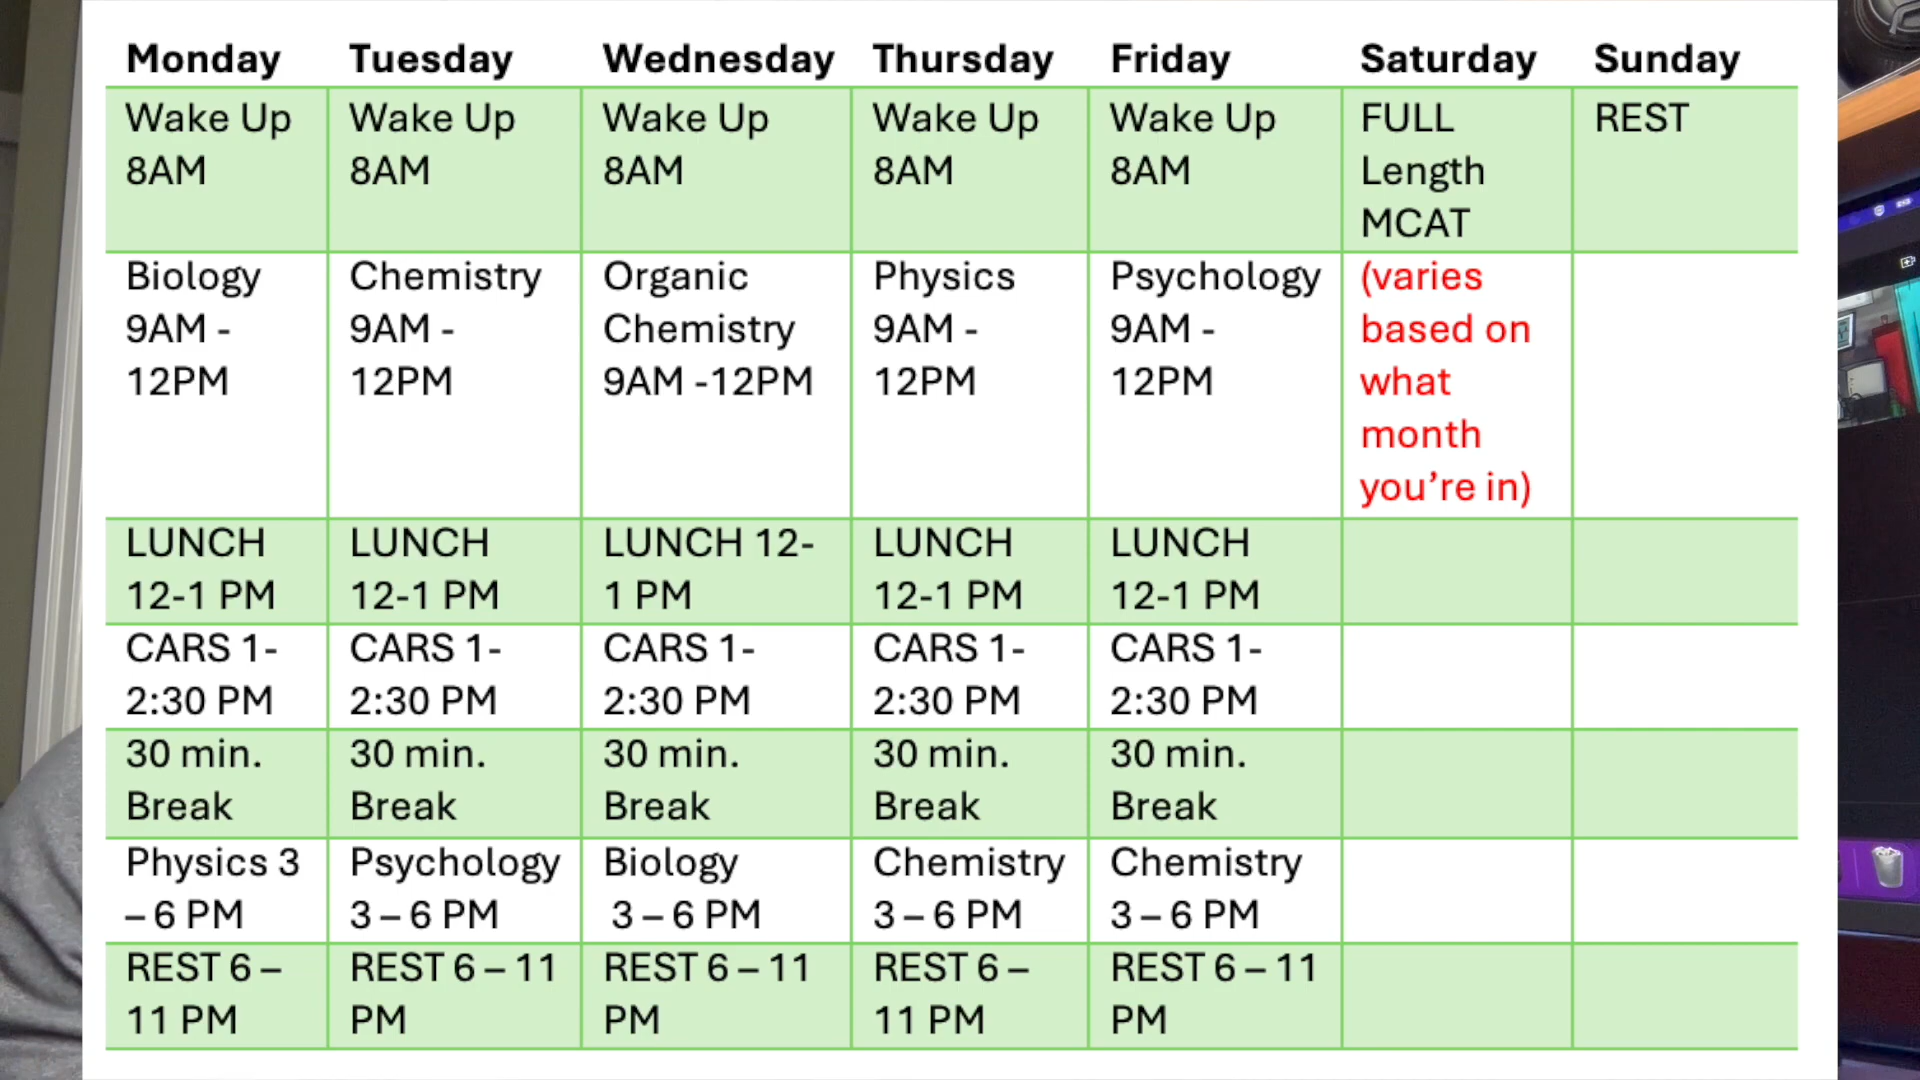 Monday Tuesday Wednesday Thursday Friday Saturday Sunday
Wake Up
8AM
Wake Up
8AM
Wake Up
8AM
Wake Up
8AM
Wake Up
8AM
FULL
Length
MCAT
REST
Biology
9AM -
12PM
Chemistry
9AM -
12PM
Organic
Chemistry
9AM -12PM
Physics
9AM -
12PM
Psychology
9AM -
12PM
(varies
based on
what
month
you’re in)
LUNCH
12-1 PM
LUNCH
12-1 PM
LUNCH 12-
1 PM
LUNCH
12-1 PM
LUNCH
12-1 PM
CARS 1-
2:30 PM
CARS 1-
2:30 PM
CARS 1-
2:30 PM
CARS 1-
2:30 PM
CARS 1-
2:30 PM
30 min.
Break
30 min.
Break
30 min.
Break
30 min.
Break
30 min.
Break
Physics 3
– 6 PM
Psychology
3 – 6 PM
Biology
3 – 6 PM
Chemistry
3 – 6 PM
Chemistry
3 – 6 PM
REST 6 –
11 PM
REST 6 – 11
PM
REST 6 – 11
PM
REST 6 –
11 PM
REST 6 – 11
PM